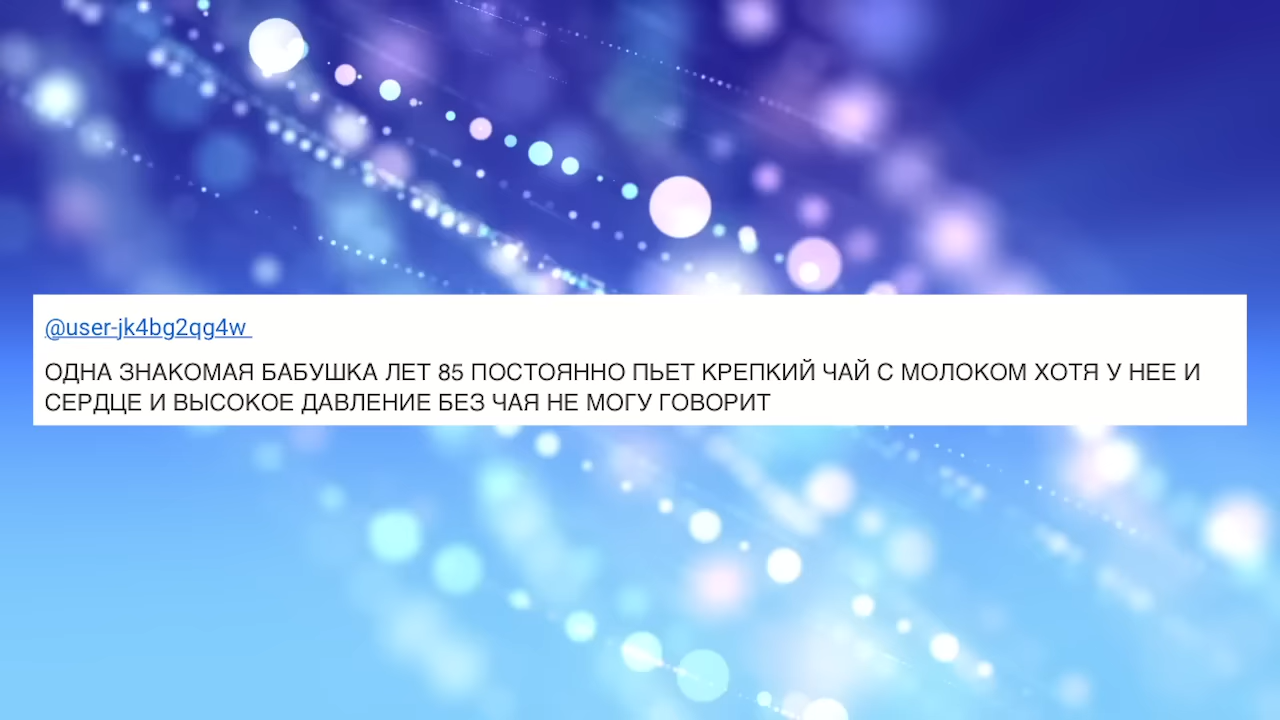 @user-jk4bg2qg4w
ОДНА ЗНАКОМАЯ БАБУШКА ЛЕТ 85 ПОСТОЯННО ПЬЕТ КРЕПКИЙ ЧАЙ С МОЛОКОМ ХОТЯ У НЕЕ И
СЕРДЦЕ И ВЫСОКОЕ ДАВЛЕНИЕ БЕЗ ЧАЯ НЕ МОГУ ГОВОРИТ